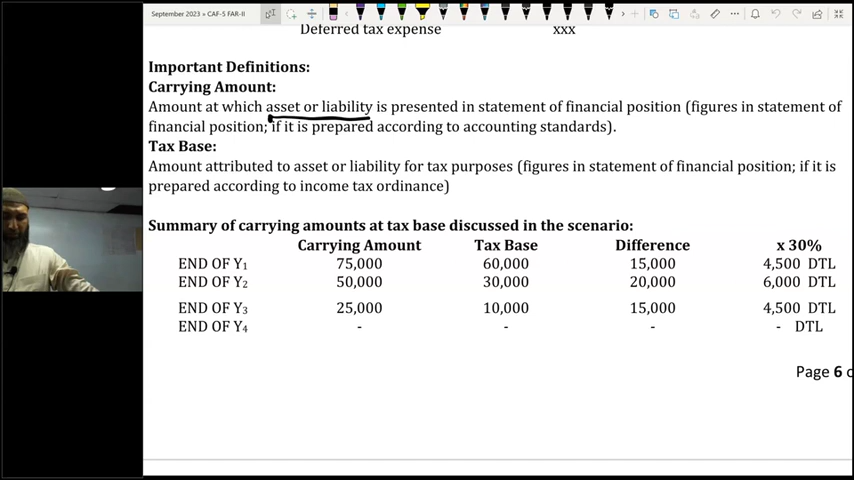 September 2023 » CAF-5 FAR-II
Deferred tax expense xxx
Important Definitions:
Carrying Amount:
Amount at which asset or liability is presented in statement of financial position (figures in statement of
financial position; if it is prepared according to accounting standards).
Tax Base:
Amount attributed to asset or liability for tax purposes (figures in statement of financial position; if it is
prepared according to income tax ordinance)
Summary of carrying amounts at tax base discussed in the scenario:
Carrying Amount Tax Base Difference x 30%
END OF Y₁ 75,000 60,000 15,000 4,500 DTL
END OF Y₂ 50,000 30,000 20,000 6,000 DTL
END OF Y₃ 25,000 10,000 15,000 4,500 DTL
END OF Y₄ - - - - DTL
Page 6